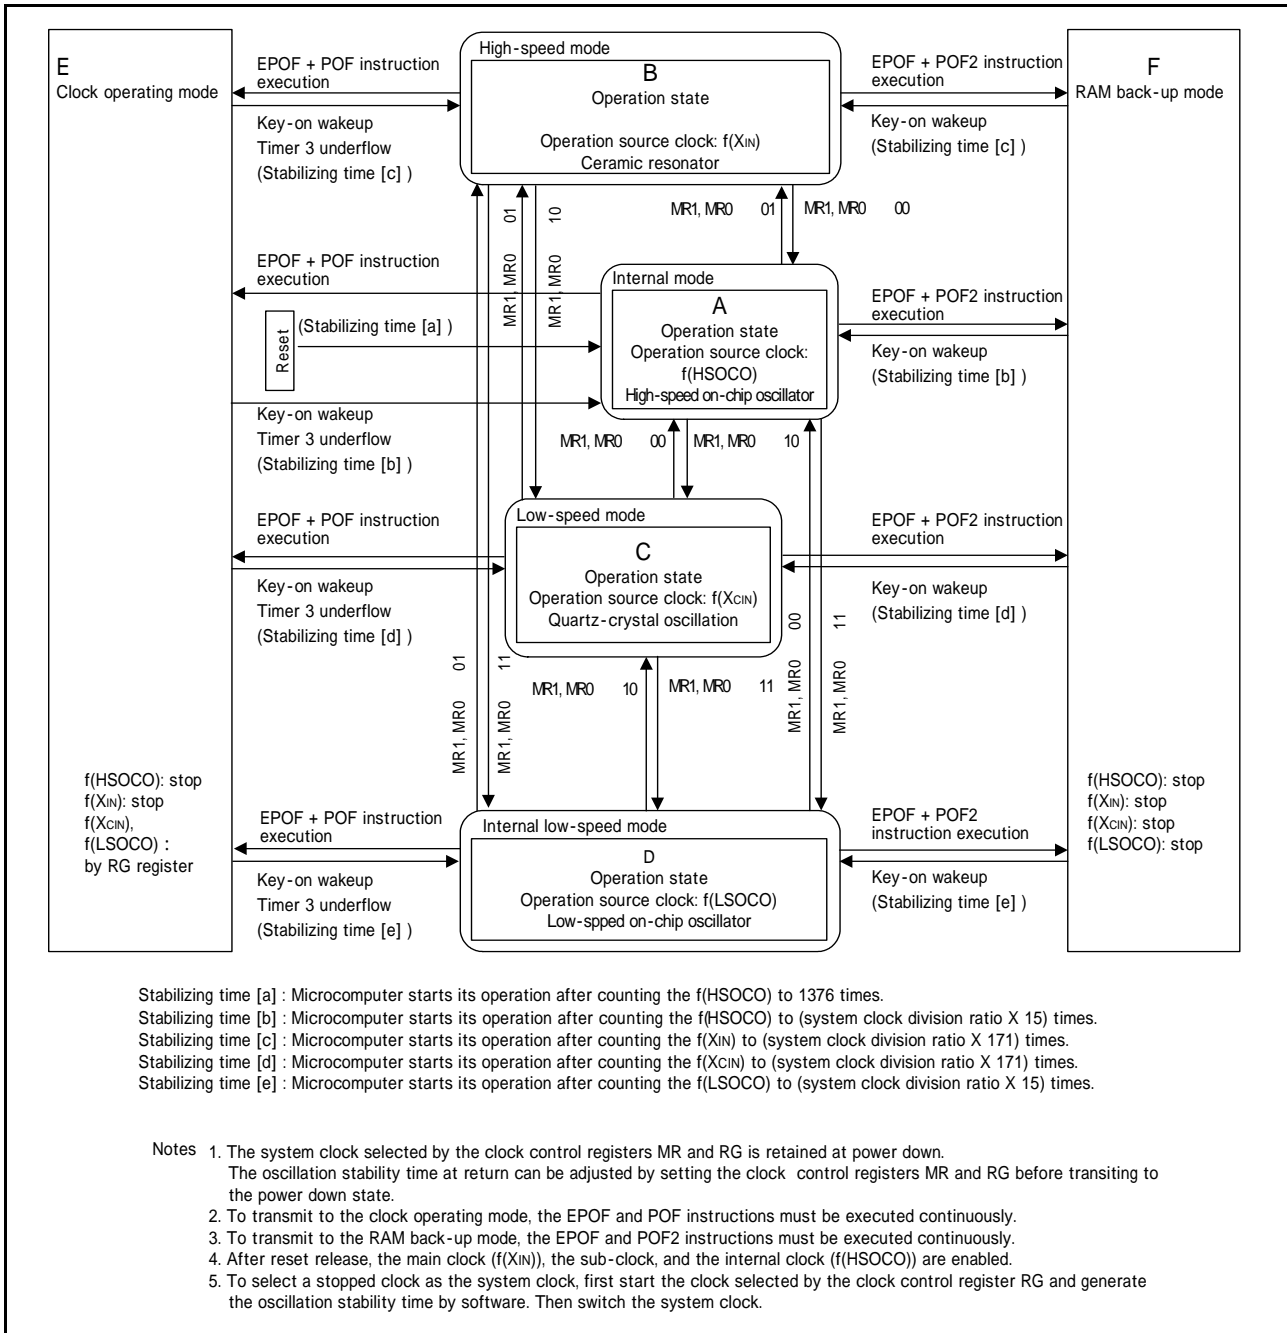 E
Clock operating mode
EPOF + POF instruction
execution
Key-on wakeup
Timer 3 underflow
(Stabilizing time [c] )
High-speed mode
B
Operation state
Operation source clock: f(XIN)
Ceramic resonator
EPOF + POF2 instruction
execution
Key-on wakeup
(Stabilizing time [c] )
F
RAM back-up mode
MR1, MR0 01
MR1, MR0 10
MR1, MR0 01
MR1, MR0 00
EPOF + POF instruction
execution
Reset
(Stabilizing time [a] )
Key-on wakeup
Timer 3 underflow
(Stabilizing time [b] )
Internal mode
A
Operation state
Operation source clock:
f(HSOCO)
High-speed on-chip oscillator
EPOF + POF2 instruction
execution
Key-on wakeup
(Stabilizing time [b] )
MR1, MR0 00
MR1, MR0 10
EPOF + POF instruction
execution
Key-on wakeup
Timer 3 underflow
(Stabilizing time [d] )
Low-speed mode
C
Operation state
Operation source clock: f(XCIN)
Quartz-crystal oscillation
EPOF + POF2 instruction
execution
Key-on wakeup
(Stabilizing time [d] )
MR1, MR0 01
MR1, MR0 11
MR1, MR0 10
MR1, MR0 11
MR1, MR0 00
MR1, MR0 11
f(HSOCO): stop
f(XIN): stop
f(XCIN),
f(LSOCO) :
by RG register
EPOF + POF instruction
execution
Key-on wakeup
Timer 3 underflow
(Stabilizing time [e] )
Internal low-speed mode
D
Operation state
Operation source clock: f(LSOCO)
Low-spped on-chip oscillator
EPOF + POF2
instruction execution
Key-on wakeup
(Stabilizing time [e] )
f(HSOCO): stop
f(XIN): stop
f(XCIN): stop
f(LSOCO): stop
Stabilizing time [a] : Microcomputer starts its operation after counting the f(HSOCO) to 1376 times.
Stabilizing time [b] : Microcomputer starts its operation after counting the f(HSOCO) to (system clock division ratio X 15) times.
Stabilizing time [c] : Microcomputer starts its operation after counting the f(XIN) to (system clock division ratio X 171) times.
Stabilizing time [d] : Microcomputer starts its operation after counting the f(XCIN) to (system clock division ratio X 171) times.
Stabilizing time [e] : Microcomputer starts its operation after counting the f(LSOCO) to (system clock division ratio X 15) times.
Notes 1. The system clock selected by the clock control registers MR and RG is retained at power down.
The oscillation stability time at return can be adjusted by setting the clock control registers MR and RG before transiting to
the power down state.
2. To transmit to the clock operating mode, the EPOF and POF instructions must be executed continuously.
3. To transmit to the RAM back-up mode, the EPOF and POF2 instructions must be executed continuously.
4. After reset release, the main clock (f(XIN)), the sub-clock, and the internal clock (f(HSOCO)) are enabled.
5. To select a stopped clock as the system clock, first start the clock selected by the clock control register RG and generate
the oscillation stability time by software. Then switch the system clock.